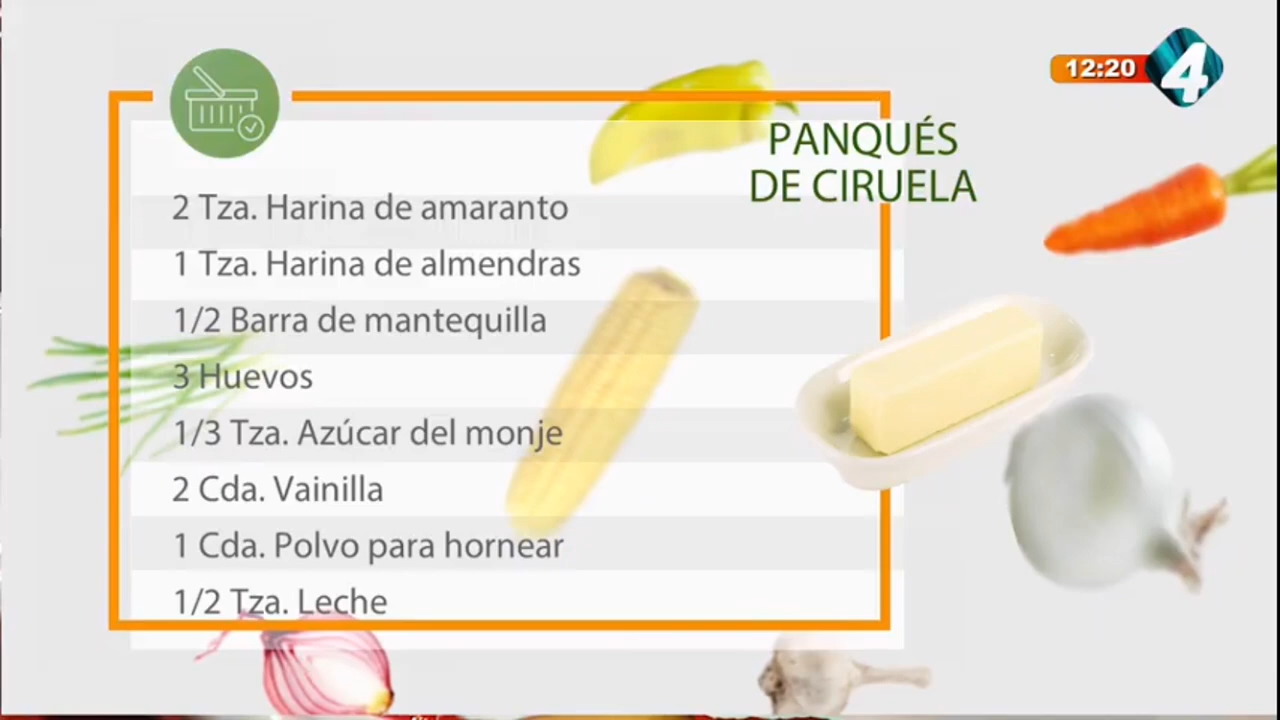 12:20
4
PANQUÉS
DE CIRUELA
2 Tza. Harina de amaranto
1 Tza. Harina de almendras
1/2 Barra de mantequilla
3 Huevos
1/3 Tza. Azúcar del monje
2 Cda. Vainilla
1 Cda. Polvo para hornear
1/2 Tza. Leche